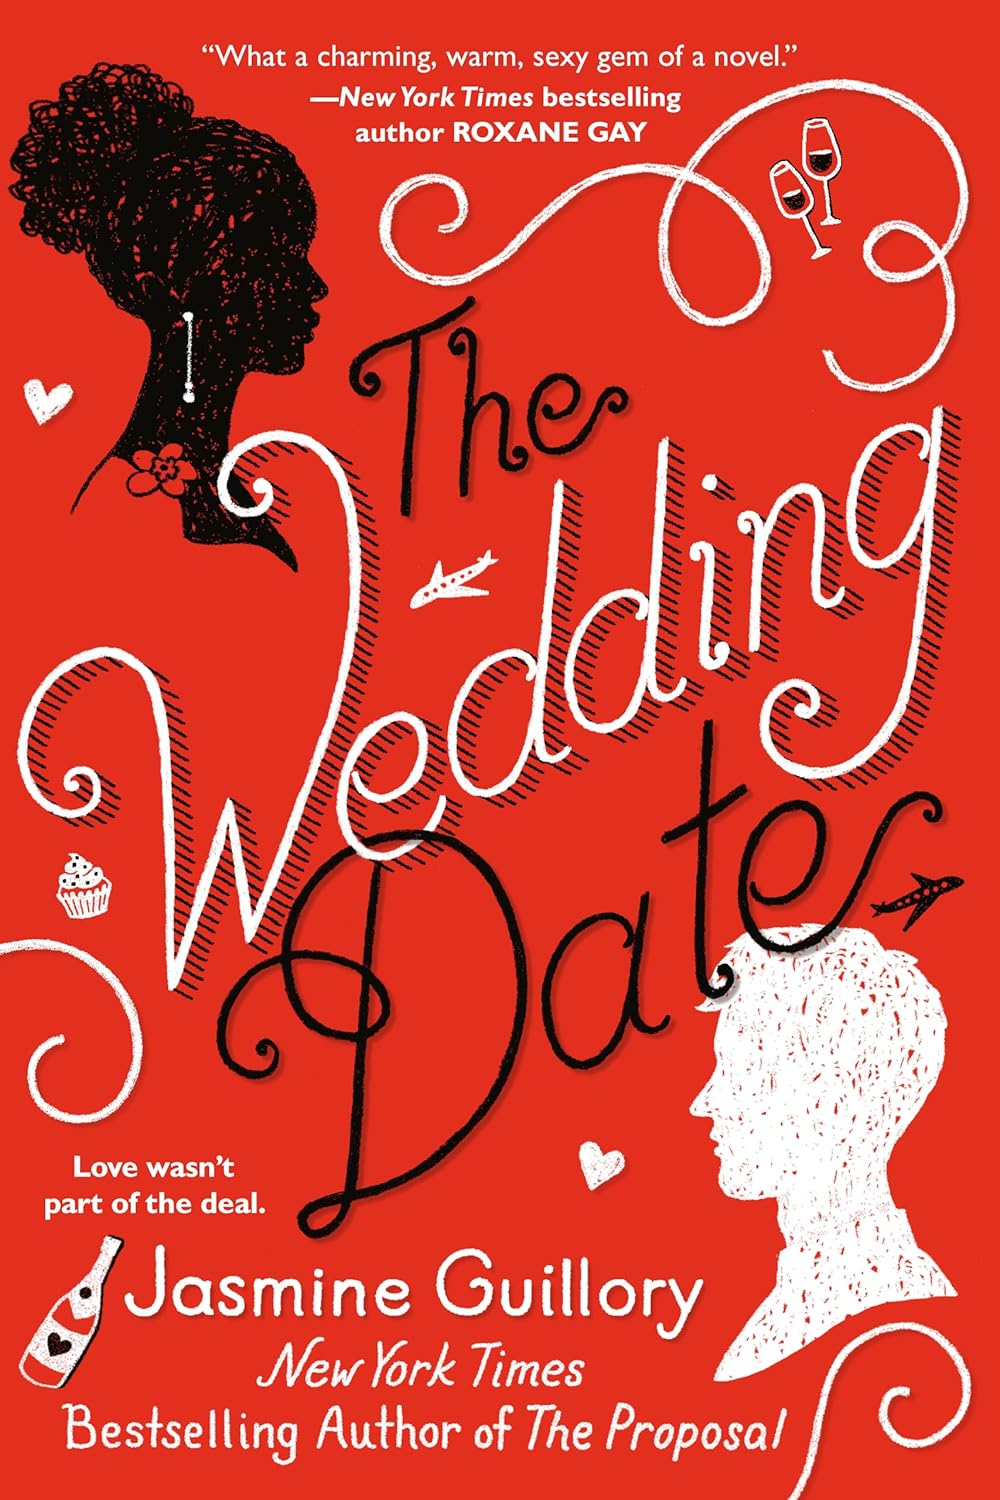 “What a charming, warm, sexy gem of a novel.”
—New York Times bestselling
author ROXANE GAY
The
Wedding
Date
Love wasn’t
part of the deal.
Jasmine Guillory
New York Times
Bestselling Author of The Proposal